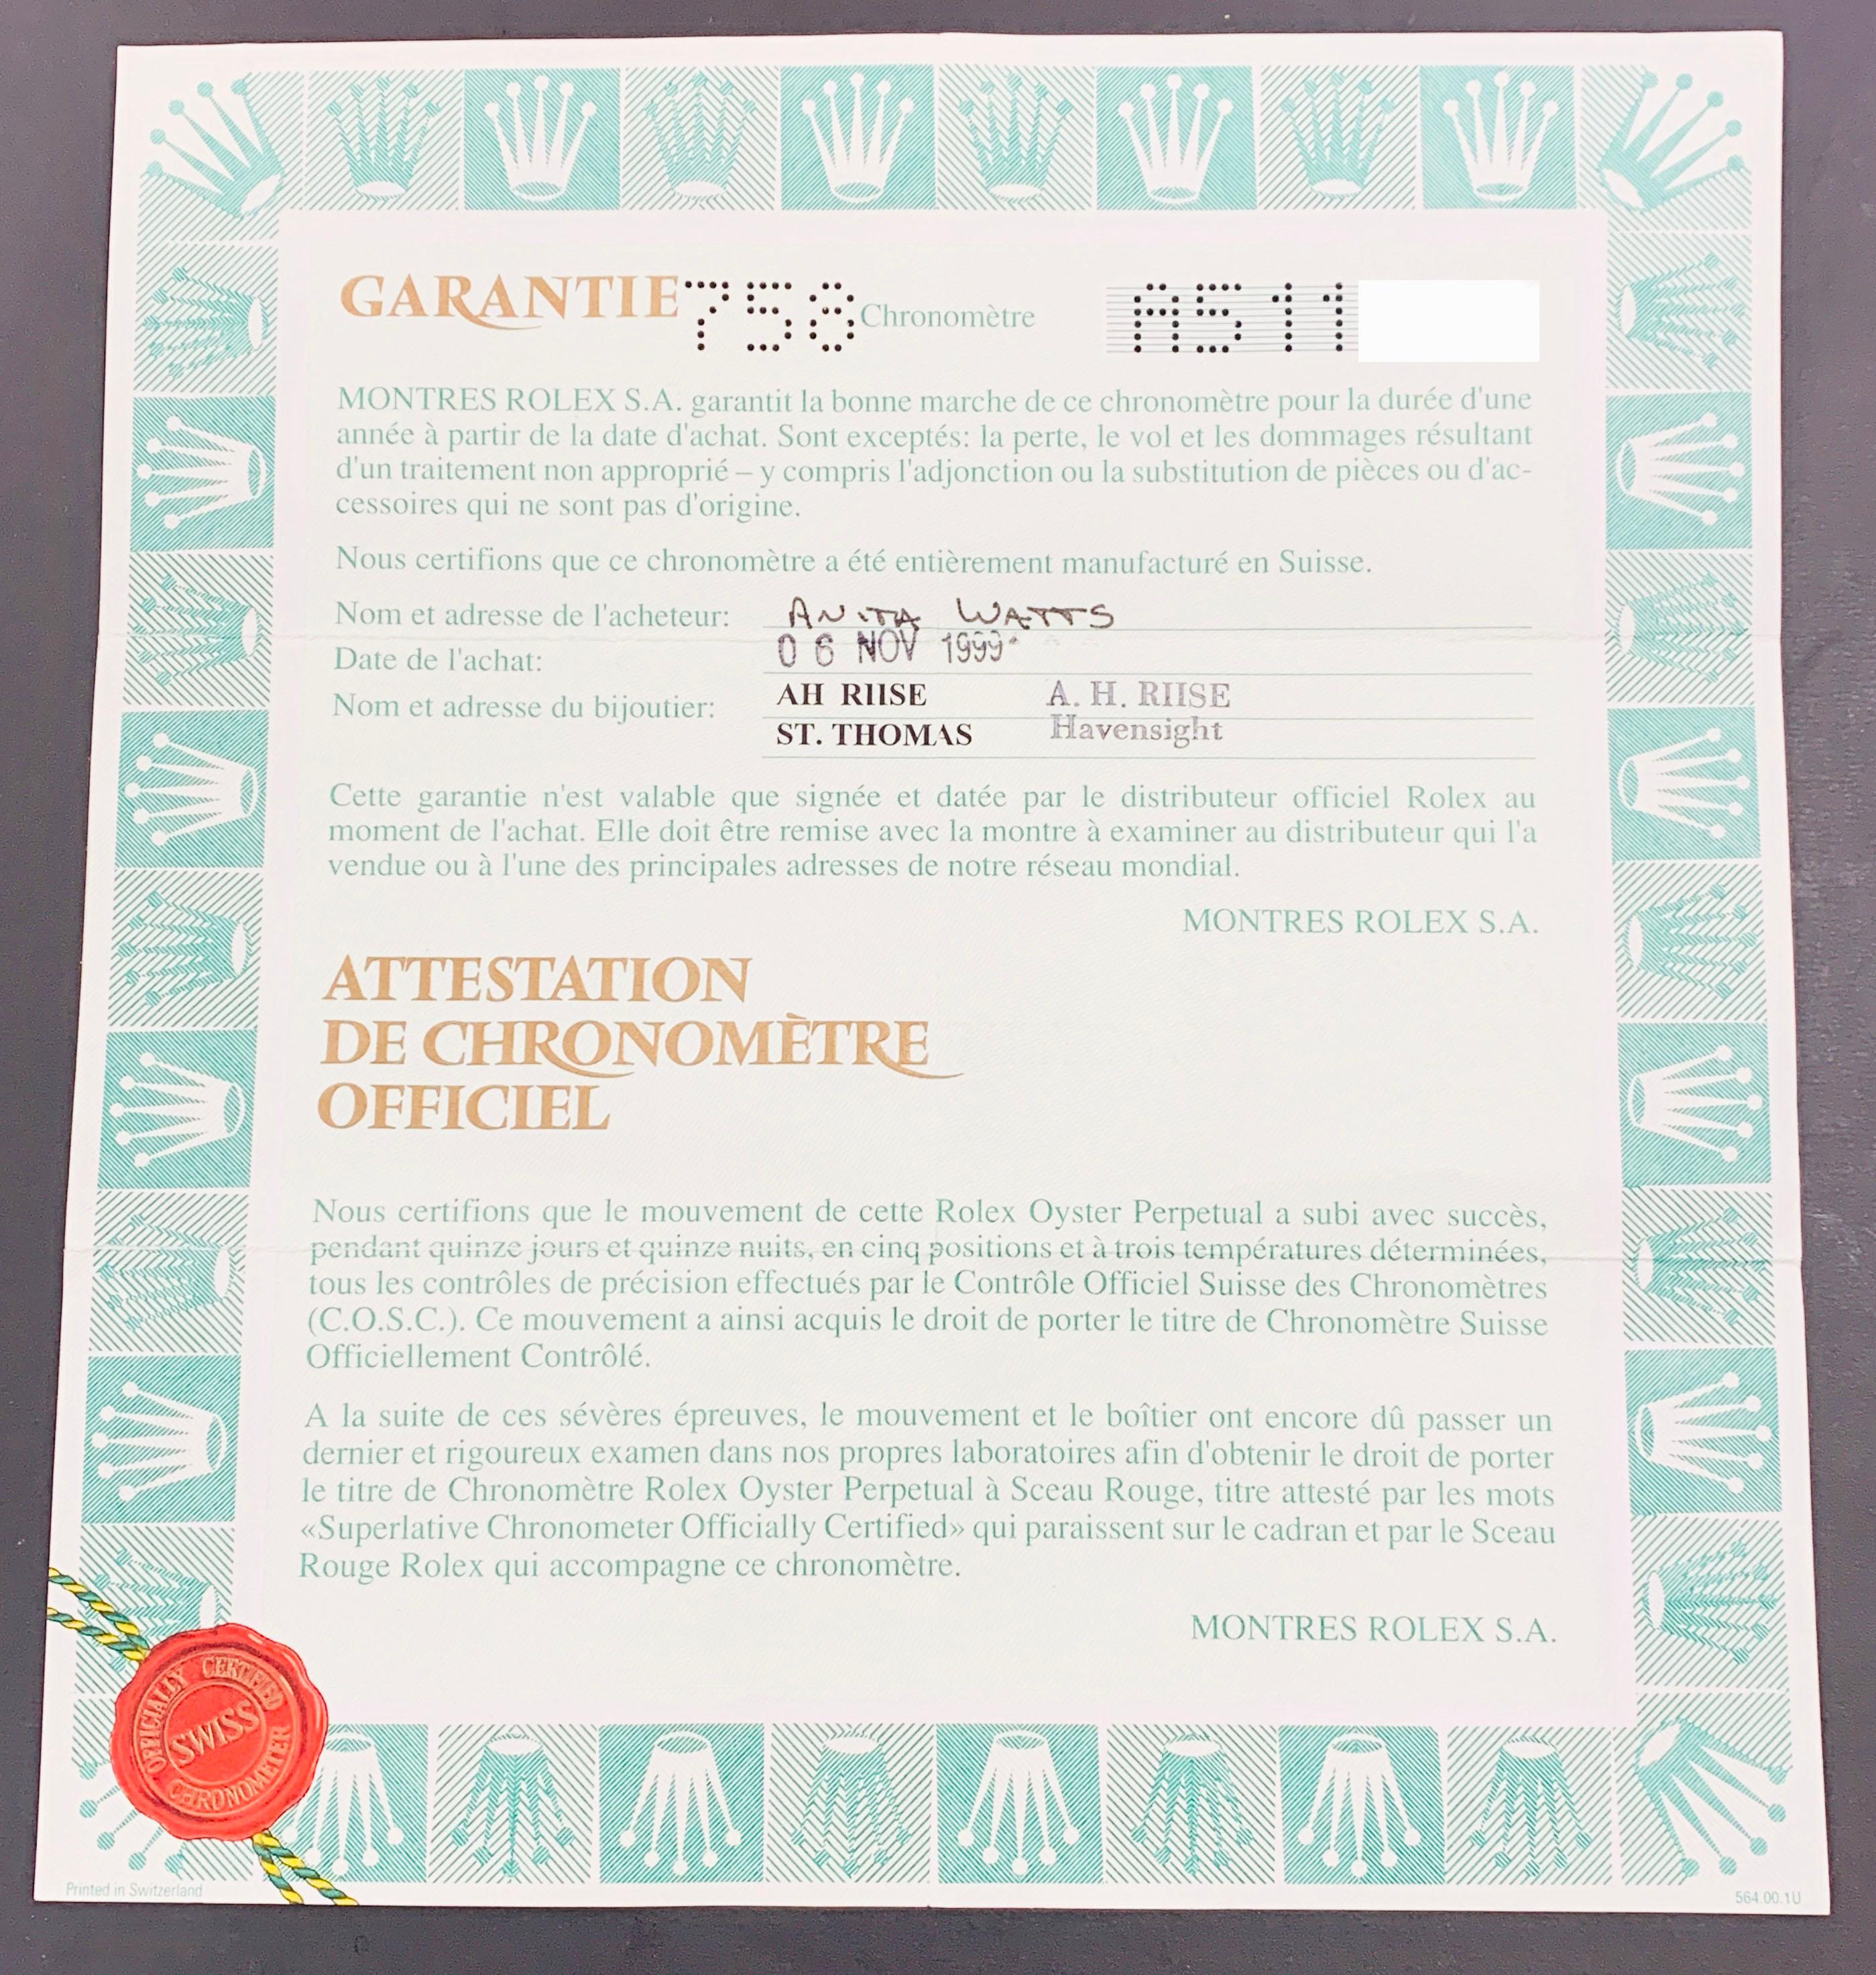 GARANTIE 758 Chronomètre A511
MONTRES ROLEX S.A. garantit la bonne marche de ce chronomètre pour la durée d'une
année à partir de la date d'achat. Sont exceptés: la perte, le vol et les dommages résultant
d'un traitement non approprié – y compris l'adjonction ou la substitution de pièces ou d'ac-
cessoires qui ne sont pas d'origine.
Nous certifions que ce chronomètre a été entièrement manufacturé en Suisse.
Nom et adresse de l'acheteur: ANITA WATTS
Date de l'achat: 06 NOV 1999
Nom et adresse du bijoutier: AH RIISE A. H. RIISE
ST. THOMAS Havensight
Cette garantie n'est valable que signée et datée par le distributeur officiel Rolex au
moment de l'achat. Elle doit être remise avec la montre à examiner au distributeur qui l'a
vendue ou à l'une des principales adresses de notre réseau mondial.
MONTRES ROLEX S.A.
ATTESTATION
DE CHRONOMÈTRE
OFFICIEL
Nous certifions que le mouvement de cette Rolex Oyster Perpetual a subi avec succès,
pendant quinze jours et quinze nuits, en cinq positions et à trois températures déterminées,
tous les contrôles de précision effectués par le Contrôle Officiel Suisse des Chronomètres
(C.O.S.C.). Ce mouvement a ainsi acquis le droit de porter le titre de Chronomètre Suisse
Officiellement Contrôlé.
A la suite de ces sévères épreuves, le mouvement et le boîtier ont encore dû passer un
dernier et rigoureux examen dans nos propres laboratoires afin d'obtenir le droit de porter
le titre de Chronomètre Rolex Oyster Perpetual à Sceau Rouge, titre attesté par les mots
«Superlative Chronometer Officially Certified» qui paraissent sur le cadran et par le Sceau
Rouge Rolex qui accompagne ce chronomètre.
MONTRES ROLEX S.A.
OFFICIALLY CERTIFIED
SWISS
CHRONOMETER
Printed in Switzerland
564.00.1U